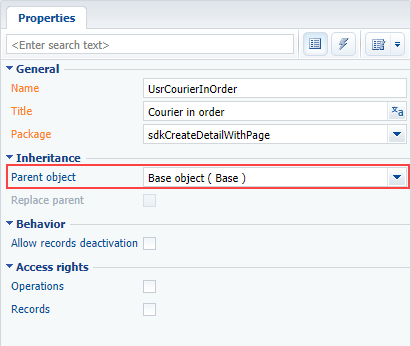 Properties
<Enter search text>
General
Name UsrCourierInOrder
Title Courier in order
Package sdkCreateDetailWithPage
Inheritance
Parent object Base object ( Base )
Replace parent
Behavior
Allow records deactivation
Access rights
Operations
Records